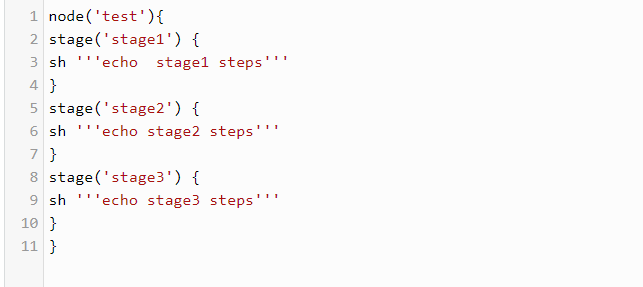 1 node('test'){
2 stage('stage1') {
3 sh '''echo  stage1 steps'''
4 }
5 stage('stage2') {
6 sh '''echo stage2 steps'''
7 }
8 stage('stage3') {
9 sh '''echo stage3 steps'''
10 }
11 }